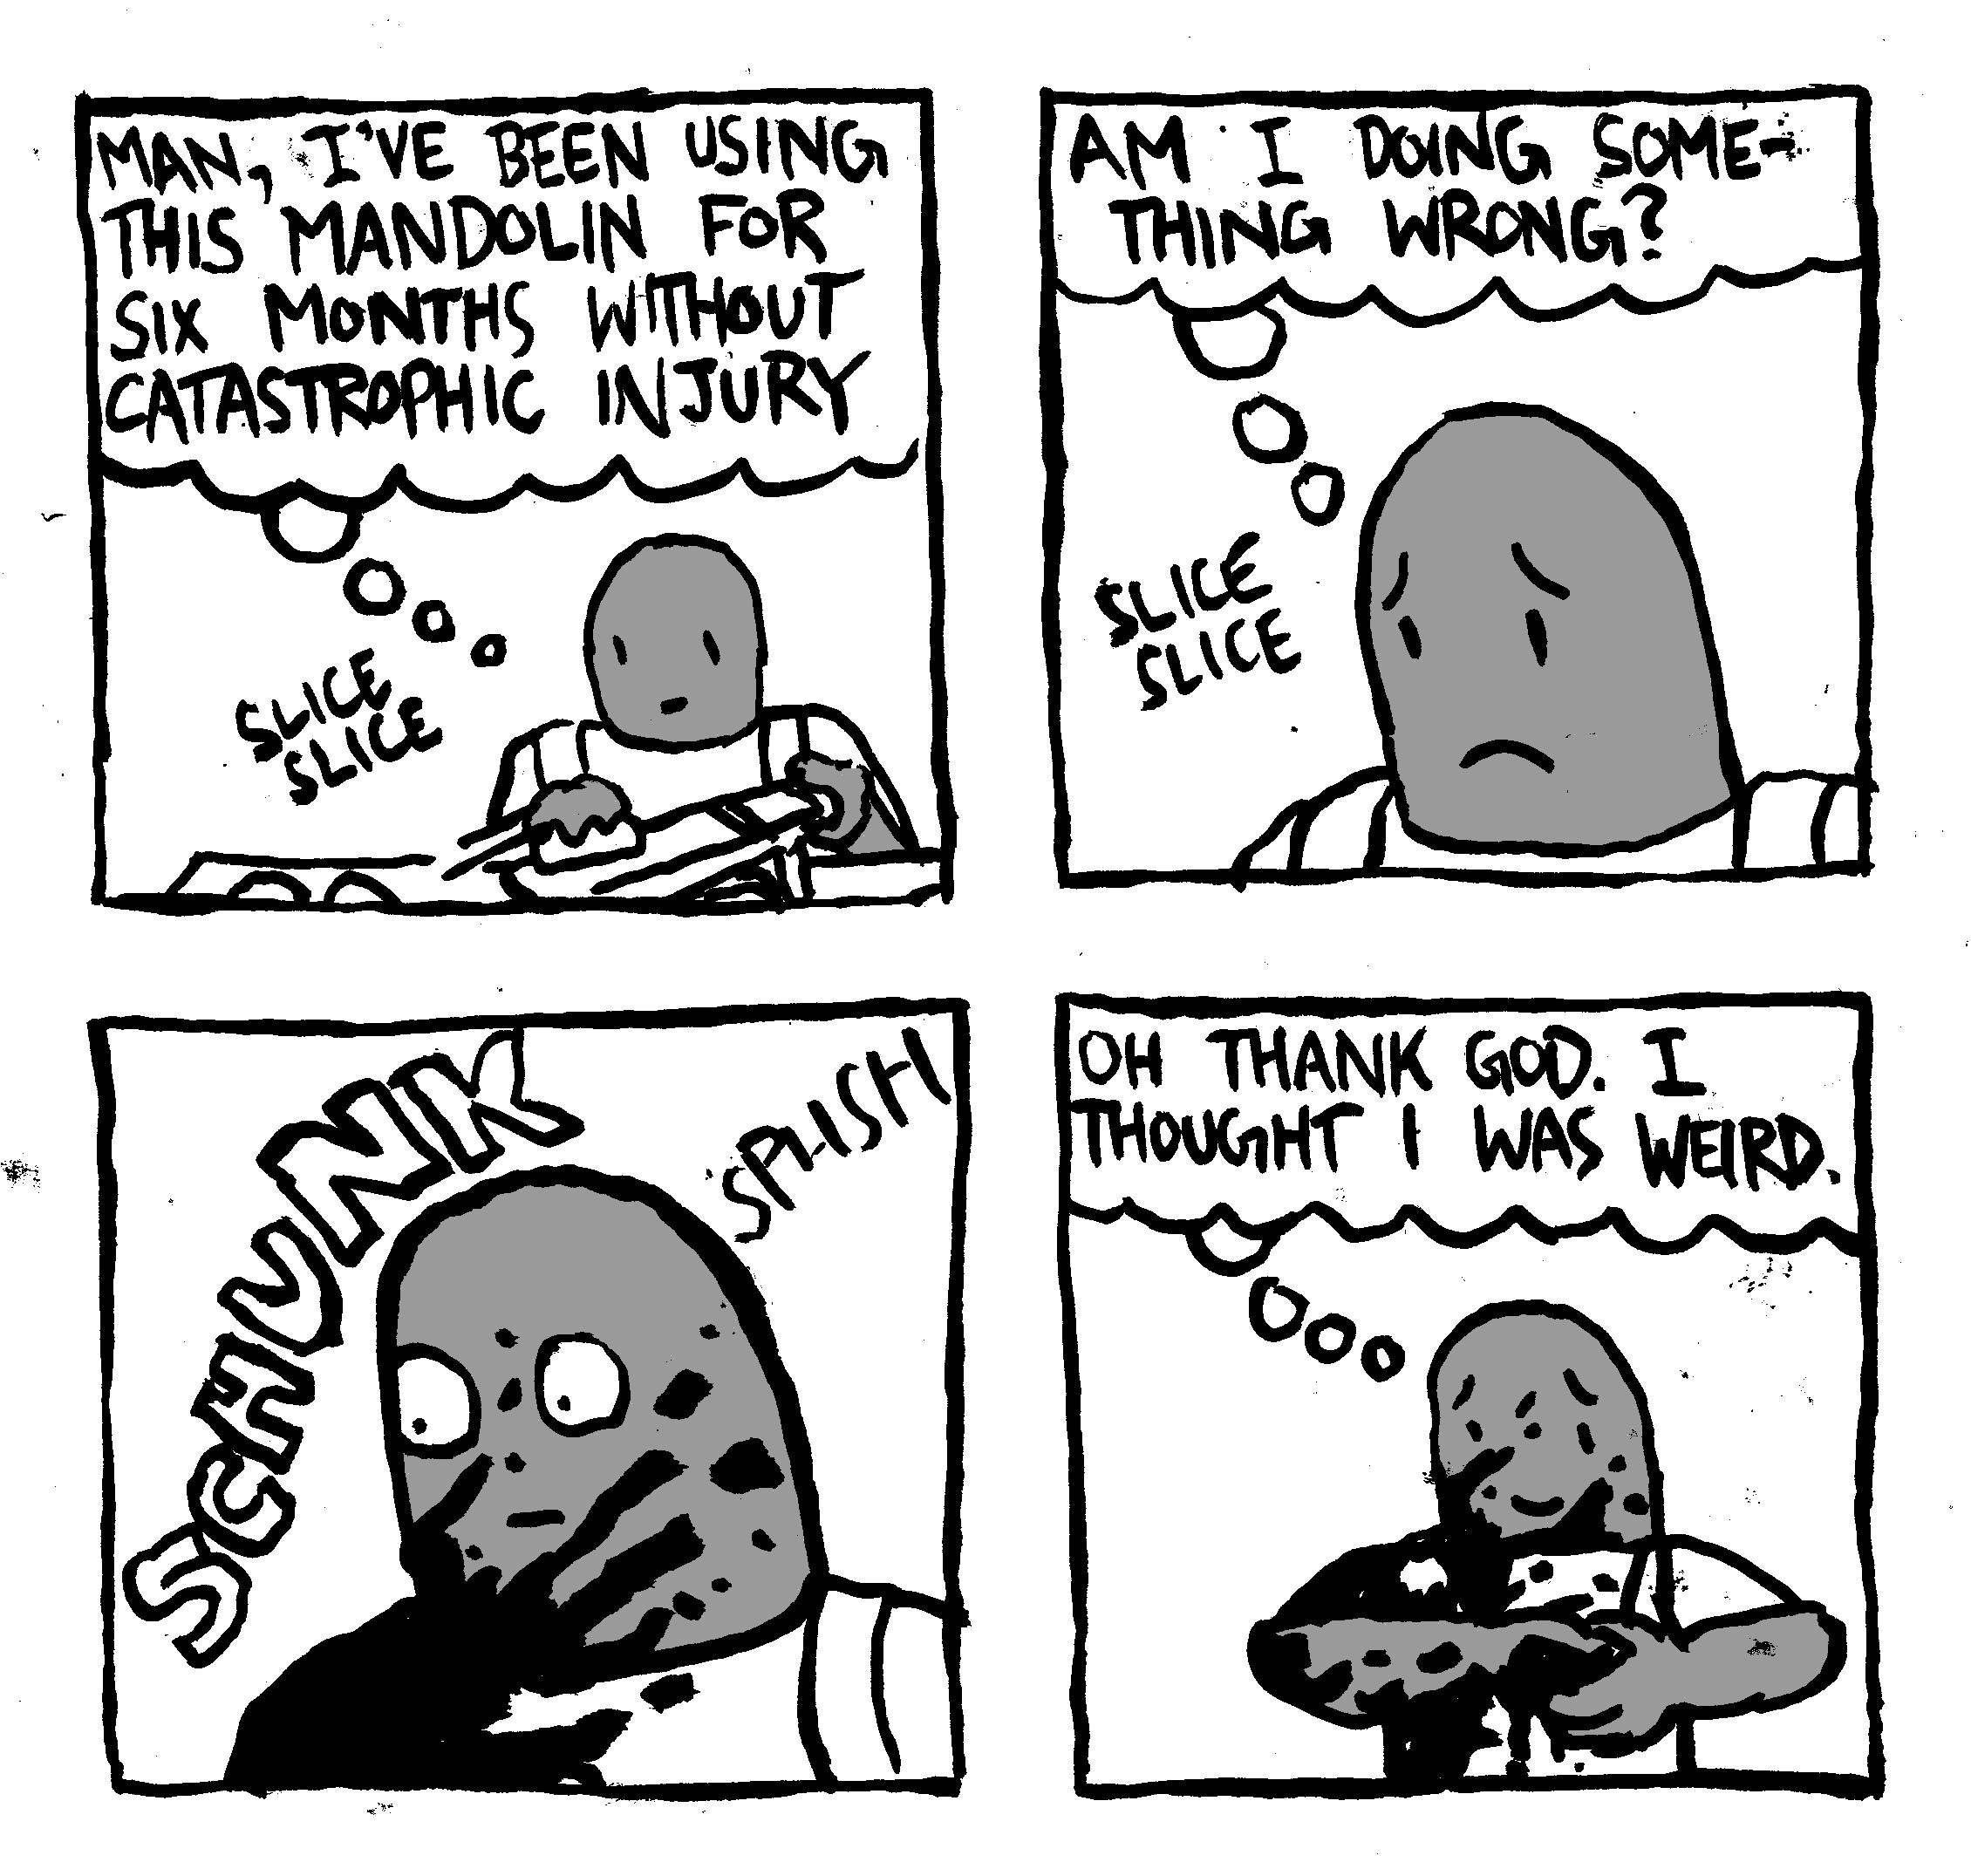 MAN, I'VE BEEN USING
THIS MANDOLIN FOR
SIX MONTHS WITHOUT
CATASTROPHIC INJURY
SLICE
SLICE
AM I DOING SOME-
THING WRONG?
SLICE
SLICE
SCHUNK
SPLISH
OH THANK GOD. I
THOUGHT I WAS WEIRD.